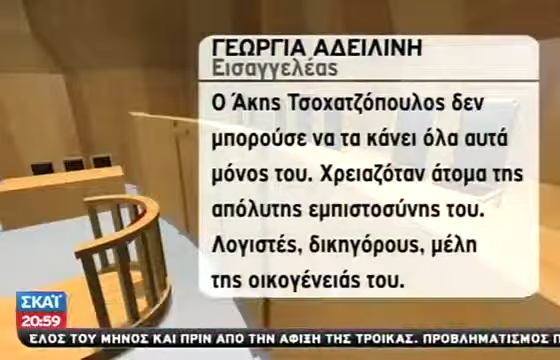 ΓΕΩΡΓΙΑ ΑΔΕΙΛΙΝΗ
Εισαγγελέας
Ο Άκης Τσοχατζόπουλος δεν
μπορούσε να τα κάνει όλα αυτά
μόνος του. Χρειαζόταν άτομα της
απόλυτης εμπιστοσύνης του.
Λογιστές, δικηγόρους, μέλη
της οικογένειάς του.
ΣΚΑΪ
20:59
ΕΛΟΣ ΤΟΥ ΜΗΝΟΣ ΚΑΙ ΠΡΙΝ ΑΠΟ ΤΗΝ ΑΦΙΞΗ ΤΗΣ ΤΡΟΙΚΑΣ. ΠΡΟΒΛΗΜΑΤΙΣΜΟΣ